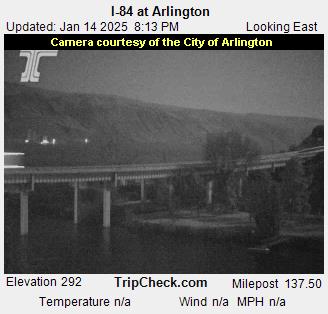 I-84 at Arlington
Updated: Jan 14 2025 8:13 PM Looking East
Camera courtesy of the City of Arlington
Elevation 292 TripCheck.com Milepost 137.50
Temperature n/a Wind n/a MPH n/a